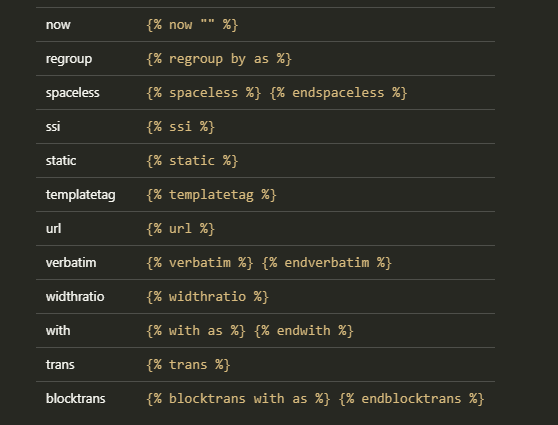 now {% now "" %}
regroup {% regroup by as %}
spaceless {% spaceless %} {% endspaceless %}
ssi {% ssi %}
static {% static %}
templatetag {% templatetag %}
url {% url %}
verbatim {% verbatim %} {% endverbatim %}
widthratio {% widthratio %}
with {% with as %} {% endwith %}
trans {% trans %}
blocktrans {% blocktrans with as %} {% endblocktrans %}